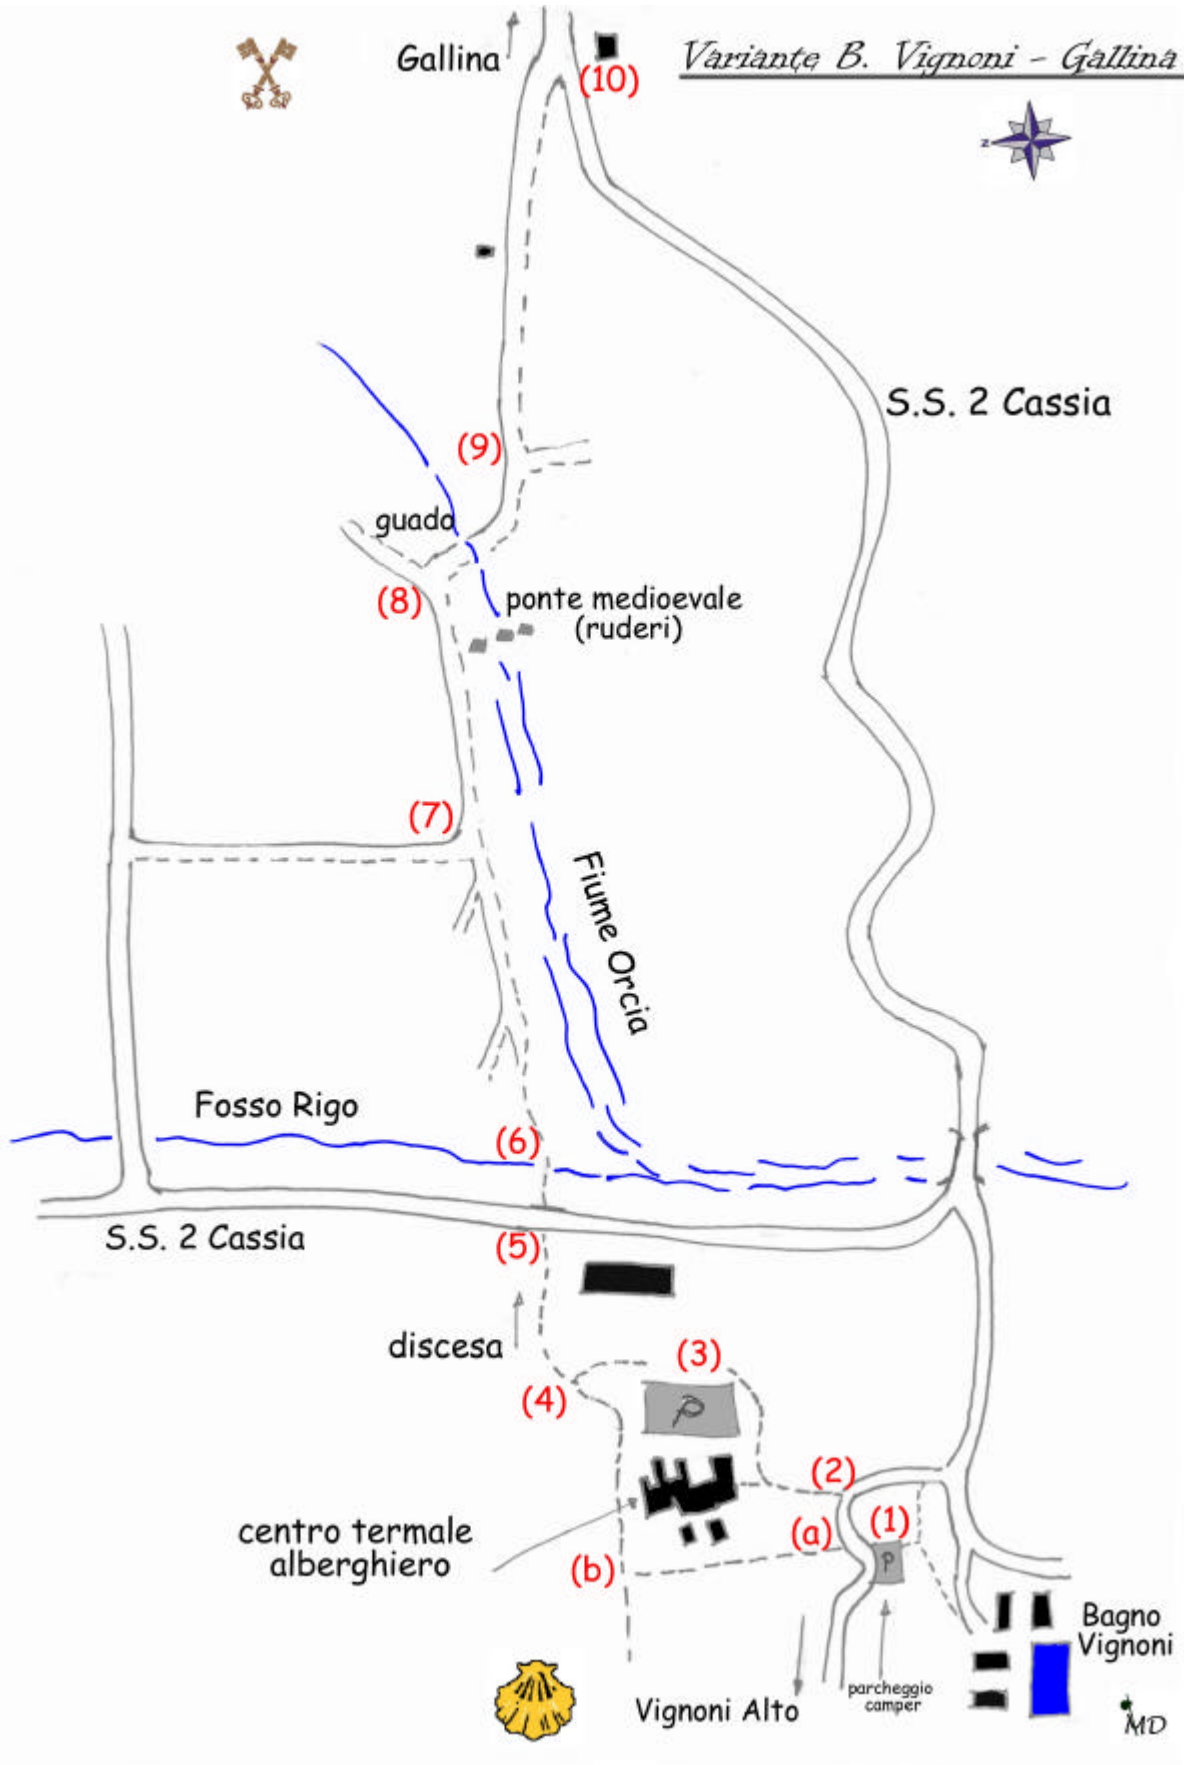 Gallina
Variante B. Vignoni - Gallina
(10)
z
S.S. 2 Cassia
(9)
guado
(8)
ponte medioevale
(ruderi)
(7)
Fiume Orcia
Fosso Rigo
(6)
S.S. 2 Cassia
(5)
discesa
(3)
(4)
P
(2)
centro termale
alberghiero
(a)
(1)
P
(b)
Bagno
Vignoni
Vignoni Alto
parcheggio
camper
MD